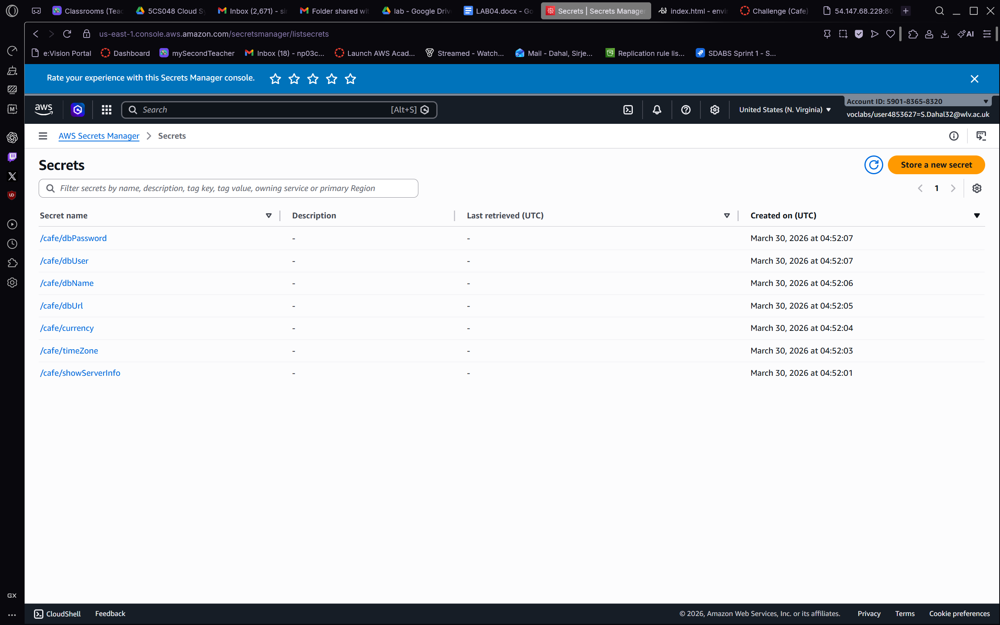 Classrooms (Teac
5CS048 Cloud Sy
Inbox (2,671) - si
Folder shared wit
lab - Google Driv
LAB04.docx - Go
Secrets | Secrets Manager
index.html - envi
Challenge (Cafe)
54.147.68.229:80
us-east-1.console.aws.amazon.com/secretsmanager/listsecrets
AI
e:Vision Portal
Dashboard
mySecondTeacher
Inbox (18) - np03c...
Launch AWS Acad...
Streamed - Watch...
Mail - Dahal, Sirje...
Replication rule lis...
SDABS Sprint 1 - S...
Rate your experience with this Secrets Manager console.
aws
Search
[Alt+S]
United States (N. Virginia)
Account ID: 5901-8365-8320
voclabs/user4853627=S.Dahal32@wlv.ac.uk
AWS Secrets Manager
Secrets
Secrets
Store a new secret
Filter secrets by name, description, tag key, tag value, owning service or primary Region
1
Secret name Description Last retrieved (UTC) Created on (UTC)
/cafe/dbPassword - - March 30, 2026 at 04:52:07
/cafe/dbUser - - March 30, 2026 at 04:52:07
/cafe/dbName - - March 30, 2026 at 04:52:06
/cafe/dbUrl - - March 30, 2026 at 04:52:05
/cafe/currency - - March 30, 2026 at 04:52:04
/cafe/timeZone - - March 30, 2026 at 04:52:03
/cafe/showServerInfo - - March 30, 2026 at 04:52:01
GX
CloudShell
Feedback
© 2026, Amazon Web Services, Inc. or its affiliates.
Privacy
Terms
Cookie preferences